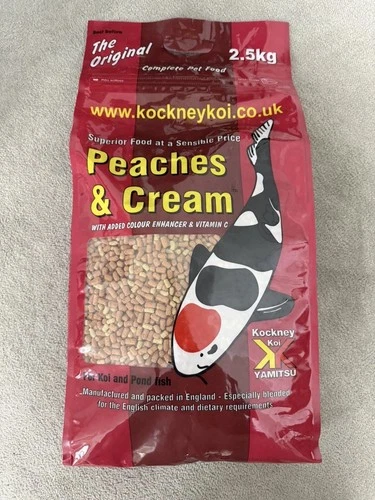 The
Original
2.5kg
Complete Pet Food
www.kockneykoi.co.uk
Superior Food at a Sensible Price
Peaches
& Cream
WITH ADDED COLOUR ENHANCER & VITAMIN C
Kockney
Koi
YAMITSU
For Koi and Pond fish
Manufactured and packed in England - Especially blended
for the English climate and dietary requirements